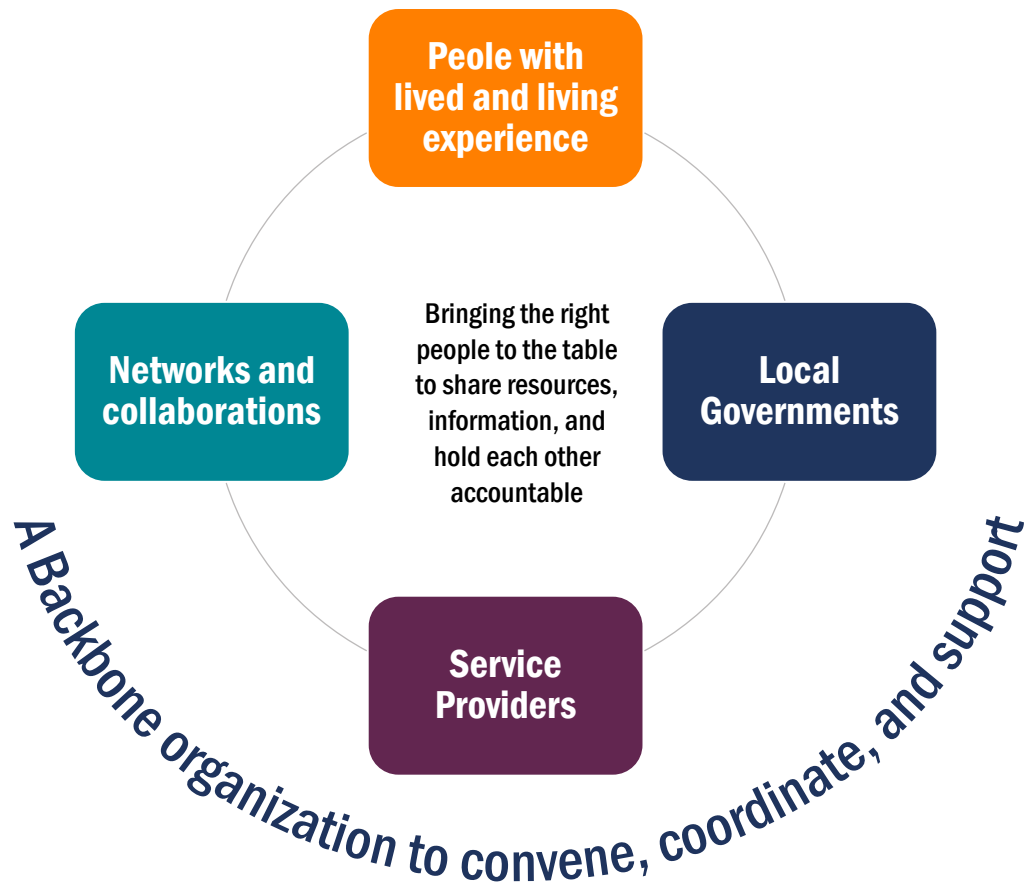 Peole with
lived and living
experience
Networks and
collaborations
Bringing the right
people to the table
to share resources,
information, and
hold each other
accountable
Local
Governments
Service
Providers
A Backbone organization to convene, coordinate, and support